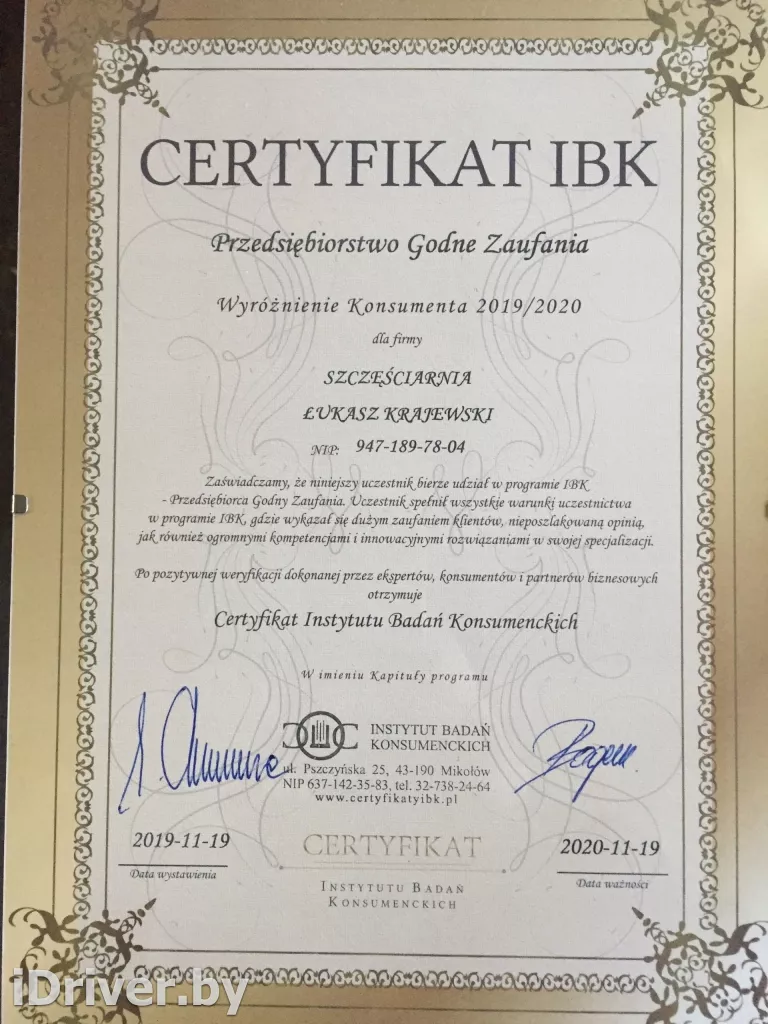 CERTYFIKAT IBK
Przedsiębiorstwo Godne Zaufania
Wyróżnienie Konsumenta 2019/2020
dla firmy
SZCZĘŚCIARNIA
ŁUKASZ KRAJEWSKI
NIP: 947-189-78-04
Zaświadczamy, że niniejszy uczestnik bierze udział w programie IBK
- Przedsiębiorca Godny Zaufania. Uczestnik spełnił wszystkie warunki uczestnictwa
w programie IBK, gdzie wykazał się dużym zaufaniem klientów, nieposzlakowaną opinią,
jak również ogromnymi kompetencjami i innowacyjnymi rozwiązaniami w swojej specjalizacji.
Po pozytywnej weryfikacji dokonanej przez ekspertów, konsumentów i partnerów biznesowych
otrzymuje
Certyfikat Instytutu Badań Konsumenckich
W imieniu Kapituły programu
INSTYTUT BADAŃ
KONSUMENCKICH
ul. Pszczyńska 25, 43-190 Mikołów
NIP 637-142-35-83, tel. 32-738-24-64
www.certyfikatyibk.pl
2019-11-19
Data wystawienia
CERTYFIKAT
INSTYTUTU BADAŃ
KONSUMENCKICH
2020-11-19
Data ważności
iDriver.by